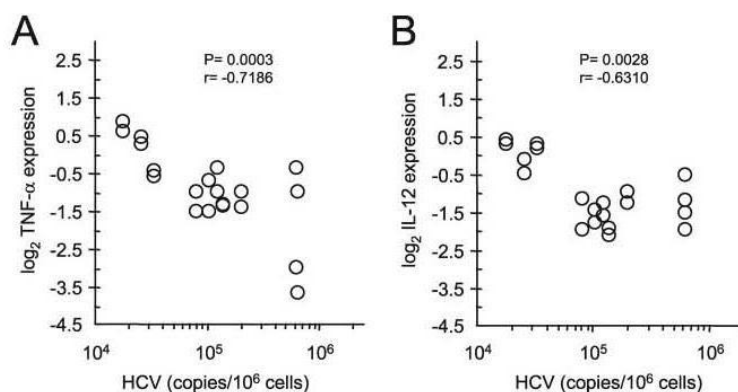 A
P= 0.0003
r= -0.7186
log₂ TNF-α expression
2.5
1.5
0.5
-0.5
-1.5
-2.5
-3.5
-4.5
10⁴
10⁵
10⁶
HCV (copies/10⁶ cells)
B
P= 0.0028
r= -0.6310
log₂ IL-12 expression
2.5
1.5
0.5
-0.5
-1.5
-2.5
-3.5
-4.5
10⁴
10⁵
10⁶
HCV (copies/10⁶ cells)